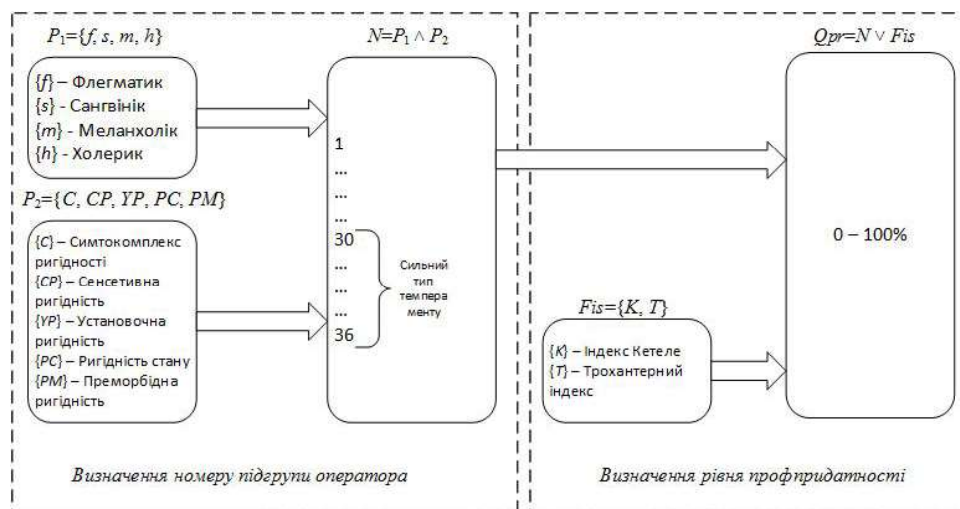 P₁={f, s, m, h}
{f} – Флегматик
{s} - Сангвінік
{m} - Меланхолік
{h} - Холерик
P₂={C, CP, YP, PC, PM}
{C} – Симтокомплекс
ригідності
{CP} – Сенсетивна
ригідність
{YP} – Установочна
ригідність
{PC} – Ригідність стану
{PM} – Преморбідна
ригідність
N=P₁ ∧ P₂
1
...
...
...
30
...
...
...
36
Сильний
тип
темпера
менту
Визначення номеру підгрупи оператора
Qpr=N ∨ Fis
0 – 100%
Fis={K, T}
{K} – Індекс Кетеле
{T} – Трохантерний
індекс
Визначення рівня профпридатності